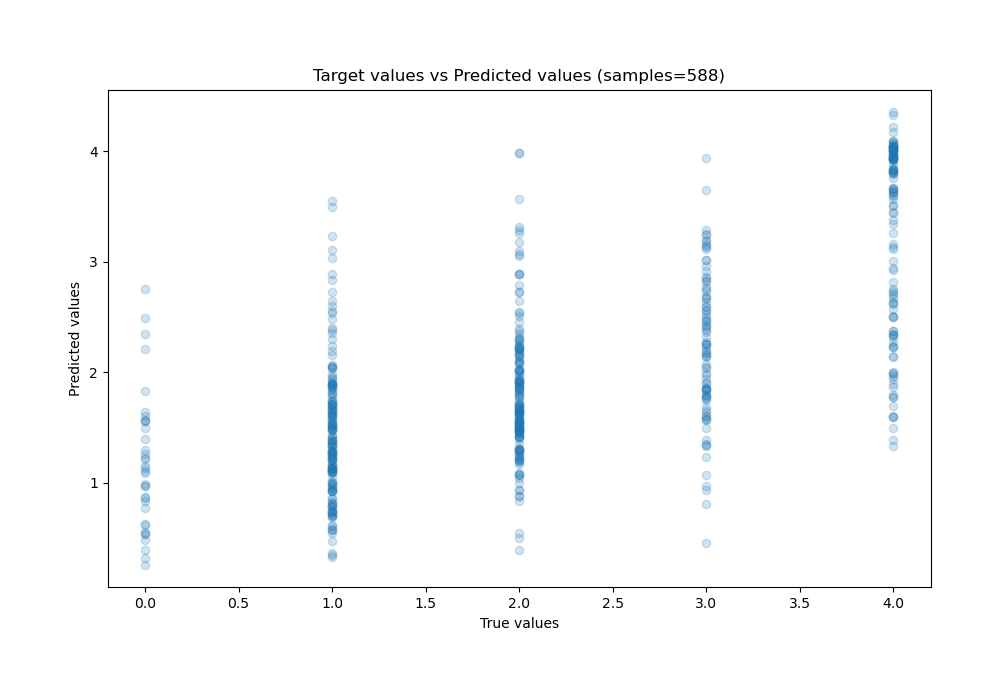 Target values vs Predicted values (samples=588)
Predicted values
4
3
2
1
0.0 0.5 1.0 1.5 2.0 2.5 3.0 3.5 4.0
True values